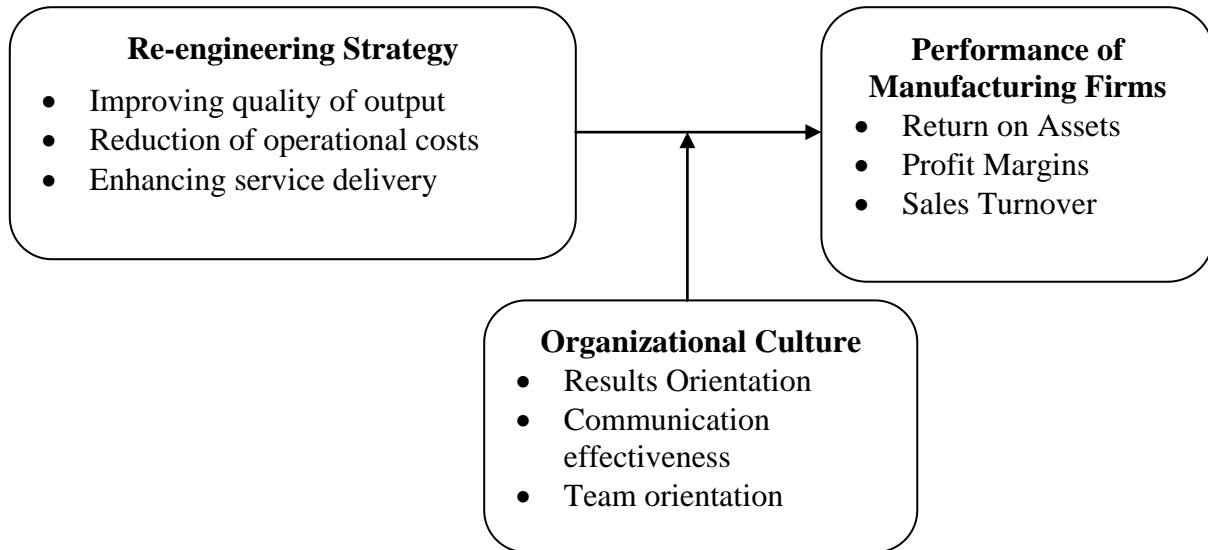 Re-engineering Strategy
• Improving quality of output
• Reduction of operational costs
• Enhancing service delivery
Performance of
Manufacturing Firms
• Return on Assets
• Profit Margins
• Sales Turnover
Organizational Culture
• Results Orientation
• Communication
effectiveness
• Team orientation